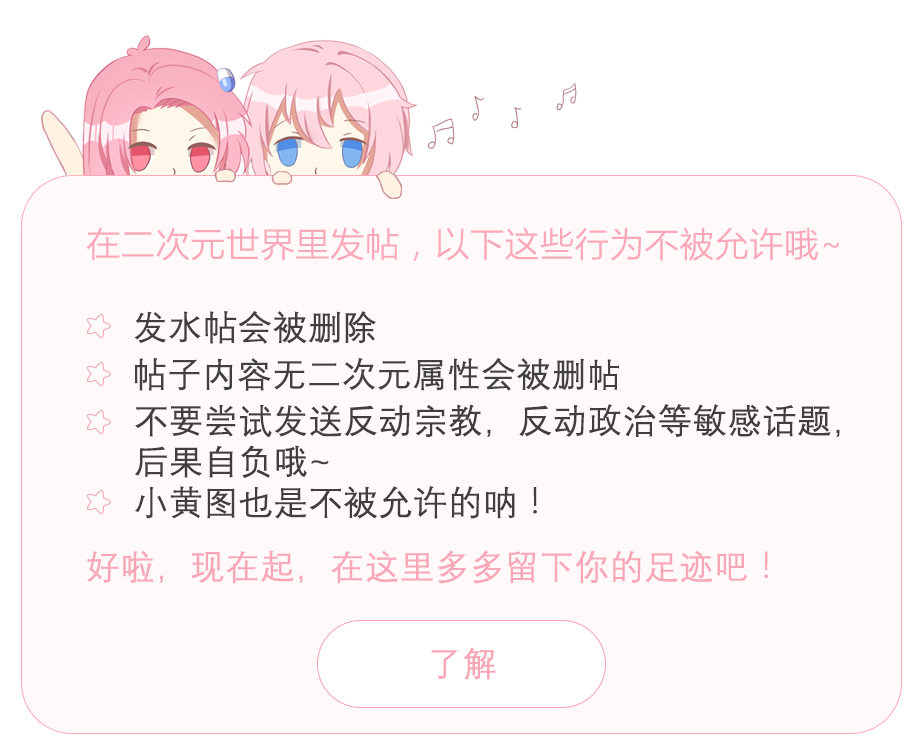 在二次元世界里发帖，以下这些行为不被允许哦~
发水帖会被删除
帖子内容无二次元属性会被删帖
不要尝试发送反动宗教，反动政治等敏感话题，
后果自负哦~
小黄图也是不被允许的呐！
好啦，现在起，在这里多多留下你的足迹吧！
了解